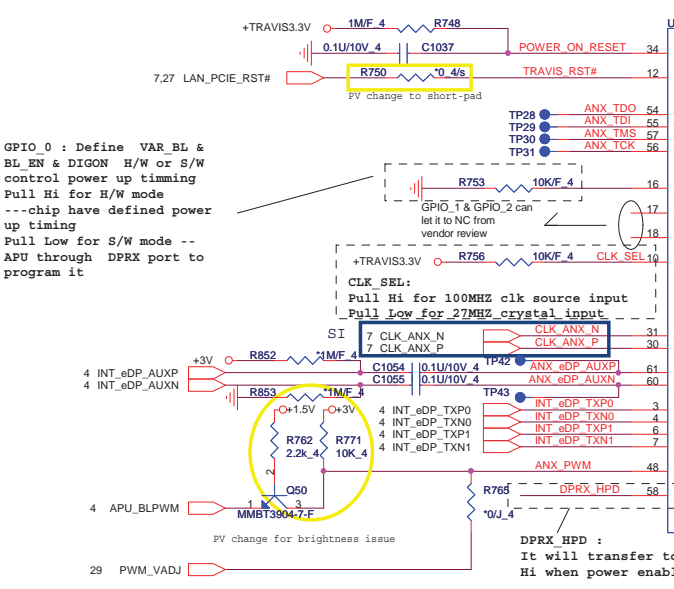 +TRAVIS3.3V 1M/F_4 R748 U
0.1U/10V_4 C1037 POWER_ON_RESET 34
7,27 LAN_PCIE_RST# R750 *0_4/s TRAVIS_RST# 12
PV change to short-pad
TP28 ANX_TDO 54
TP29 ANX_TDI 55
TP30 ANX_TMS 57
TP31 ANX_TCK 56
GPIO_0 : Define VAR_BL &
BL_EN & DIGON H/W or S/W
control power up timming
Pull Hi for H/W mode
---chip have defined power
up timing
Pull Low for S/W mode --
APU through DPRX port to
program it
R753 10K/F_4 16
GPIO_1 & GPIO_2 can
let it to NC from
vendor review
17
18
+TRAVIS3.3V R756 10K/F_4 CLK_SEL 10
CLK_SEL:
Pull Hi for 100MHZ clk source input
Pull Low for 27MHZ crystal input
SI
7 CLK_ANX_N CLK_ANX_N 31
7 CLK_ANX_P CLK_ANX_P 30
+3V R852 *1M/F_4 TP42
4 INT_eDP_AUXP C1054 0.1U/10V_4 ANX_eDP_AUXP 61
4 INT_eDP_AUXN C1055 0.1U/10V_4 ANX_eDP_AUXN 60
R853 *1M/F_4 TP43
+1.5V +3V
4 INT_eDP_TXP0 INT_eDP_TXP0 3
4 INT_eDP_TXN0 INT_eDP_TXN0 4
4 INT_eDP_TXP1 INT_eDP_TXP1 6
4 INT_eDP_TXN1 INT_eDP_TXN1 7
R762 R771
2.2k_4 10K_4
ANX_PWM 48
2
Q50 R765 DPRX_HPD 58
4 APU_BLPWM 1 3
MMBT3904-7-F *0/J_4
PV change for brightness issue
DPRX_HPD :
It will transfer to
Hi when power enabl
29 PWM_VADJ